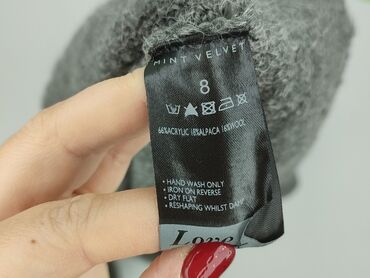 MINT VELVET
8
66%ACRYLIC 18%ALPACA 16%WOOL
• HAND WASH ONLY
• IRON ON REVERSE
• DRY FLAT
• RESHAPING WHILST DAMP
Love